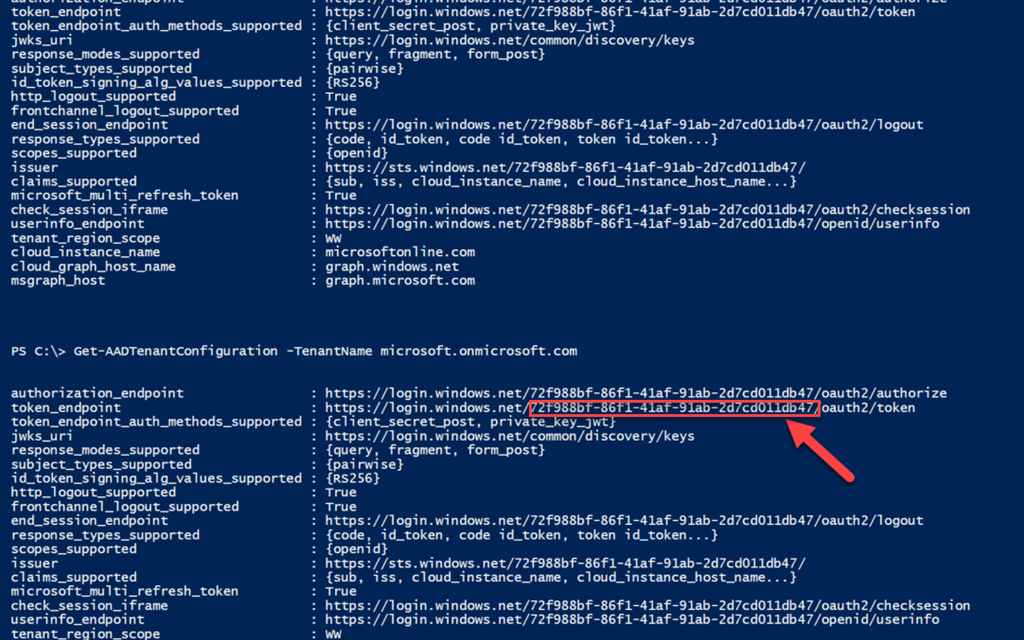 authorization_endpoint : https://login.windows.net/72f988bf-86f1-41af-91ab-2d7cd011db47/oauth2/authorize
token_endpoint : https://login.windows.net/72f988bf-86f1-41af-91ab-2d7cd011db47/oauth2/token
token_endpoint_auth_methods_supported : {client_secret_post, private_key_jwt}
jwks_uri : https://login.windows.net/common/discovery/keys
response_modes_supported : {query, fragment, form_post}
subject_types_supported : {pairwise}
id_token_signing_alg_values_supported : {RS256}
http_logout_supported : True
frontchannel_logout_supported : True
end_session_endpoint : https://login.windows.net/72f988bf-86f1-41af-91ab-2d7cd011db47/oauth2/logout
response_types_supported : {code, id_token, code id_token, token id_token...}
scopes_supported : {openid}
issuer : https://sts.windows.net/72f988bf-86f1-41af-91ab-2d7cd011db47/
claims_supported : {sub, iss, cloud_instance_name, cloud_instance_host_name...}
microsoft_multi_refresh_token : True
check_session_iframe : https://login.windows.net/72f988bf-86f1-41af-91ab-2d7cd011db47/oauth2/checksession
userinfo_endpoint : https://login.windows.net/72f988bf-86f1-41af-91ab-2d7cd011db47/openid/userinfo
tenant_region_scope : WW
cloud_instance_name : microsoftonline.com
cloud_graph_host_name : graph.windows.net
msgraph_host : graph.microsoft.com
PS C:\> Get-AADTenantConfiguration -TenantName microsoft.onmicrosoft.com
authorization_endpoint : https://login.windows.net/72f988bf-86f1-41af-91ab-2d7cd011db47/oauth2/authorize
token_endpoint : https://login.windows.net/72f988bf-86f1-41af-91ab-2d7cd011db47/oauth2/token
token_endpoint_auth_methods_supported : {client_secret_post, private_key_jwt}
jwks_uri : https://login.windows.net/common/discovery/keys
response_modes_supported : {query, fragment, form_post}
subject_types_supported : {pairwise}
id_token_signing_alg_values_supported : {RS256}
http_logout_supported : True
frontchannel_logout_supported : True
end_session_endpoint : https://login.windows.net/72f988bf-86f1-41af-91ab-2d7cd011db47/oauth2/logout
response_types_supported : {code, id_token, code id_token, token id_token...}
scopes_supported : {openid}
issuer : https://sts.windows.net/72f988bf-86f1-41af-91ab-2d7cd011db47/
claims_supported : {sub, iss, cloud_instance_name, cloud_instance_host_name...}
microsoft_multi_refresh_token : True
check_session_iframe : https://login.windows.net/72f988bf-86f1-41af-91ab-2d7cd011db47/oauth2/checksession
userinfo_endpoint : https://login.windows.net/72f988bf-86f1-41af-91ab-2d7cd011db47/openid/userinfo
tenant_region_scope : WW